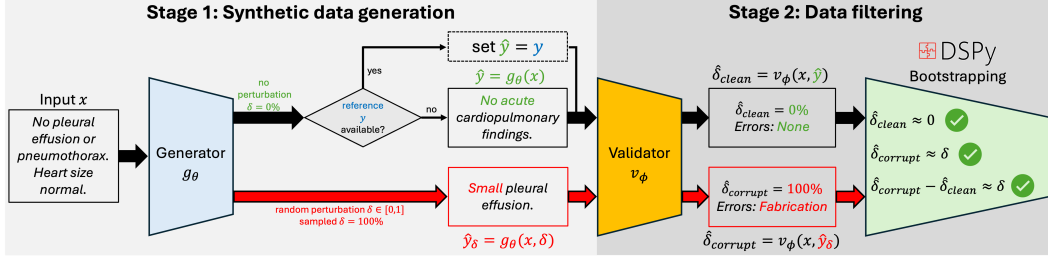 Stage 1: Synthetic data generation
Stage 2: Data filtering
Input x
No pleural
effusion or
pneumothorax.
Heart size
normal.
Generator
g_θ
no
perturbation
δ = 0%
yes
reference
y
available?
no
set ŷ = y
ŷ = g_θ(x)
No acute
cardiopulmonary
findings.
random perturbation δ ∈ [0,1]
sampled δ = 100%
Small pleural
effusion.
ŷ_δ = g_θ(x, δ)
Validator
v_ϕ
δ̂_clean = v_ϕ(x, ŷ)
δ̂_clean = 0%
Errors: None
δ̂_corrupt = 100%
Errors: Fabrication
δ̂_corrupt = v_ϕ(x, ŷ_δ)
DSPy
Bootstrapping
δ̂_clean ≈ 0
δ̂_corrupt ≈ δ
δ̂_corrupt − δ̂_clean ≈ δ